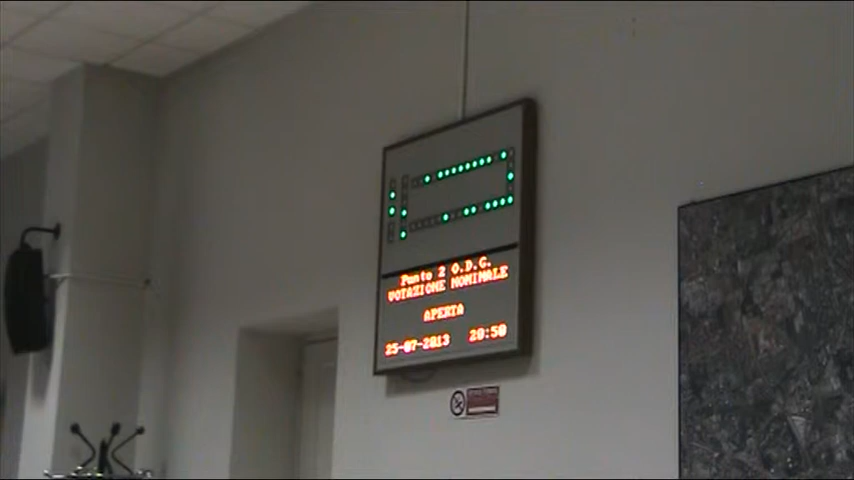 Punto 2 O.D.G.
VOTAZIONE NOMINALE
APERTA
25-07-2013 20:50